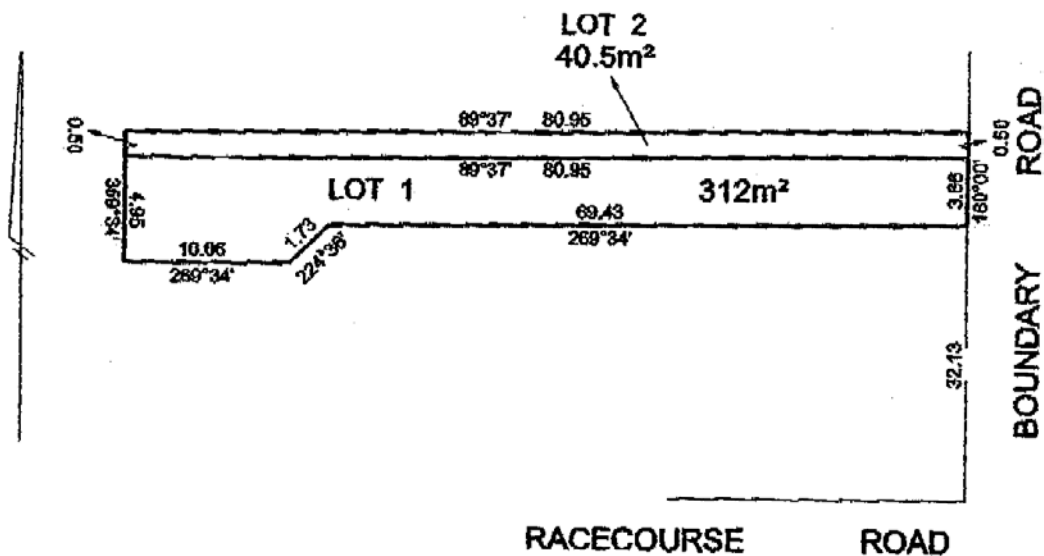 LOT 2
40.5m²
0.50
89°37' 80.95
0.50
ROAD
89°37' 80.95
LOT 1
312m²
3.86
180°00'
4.95
359°34'
69.43
269°34'
1.73
224°36'
10.06
269°34'
32.13
BOUNDARY
RACECOURSE ROAD